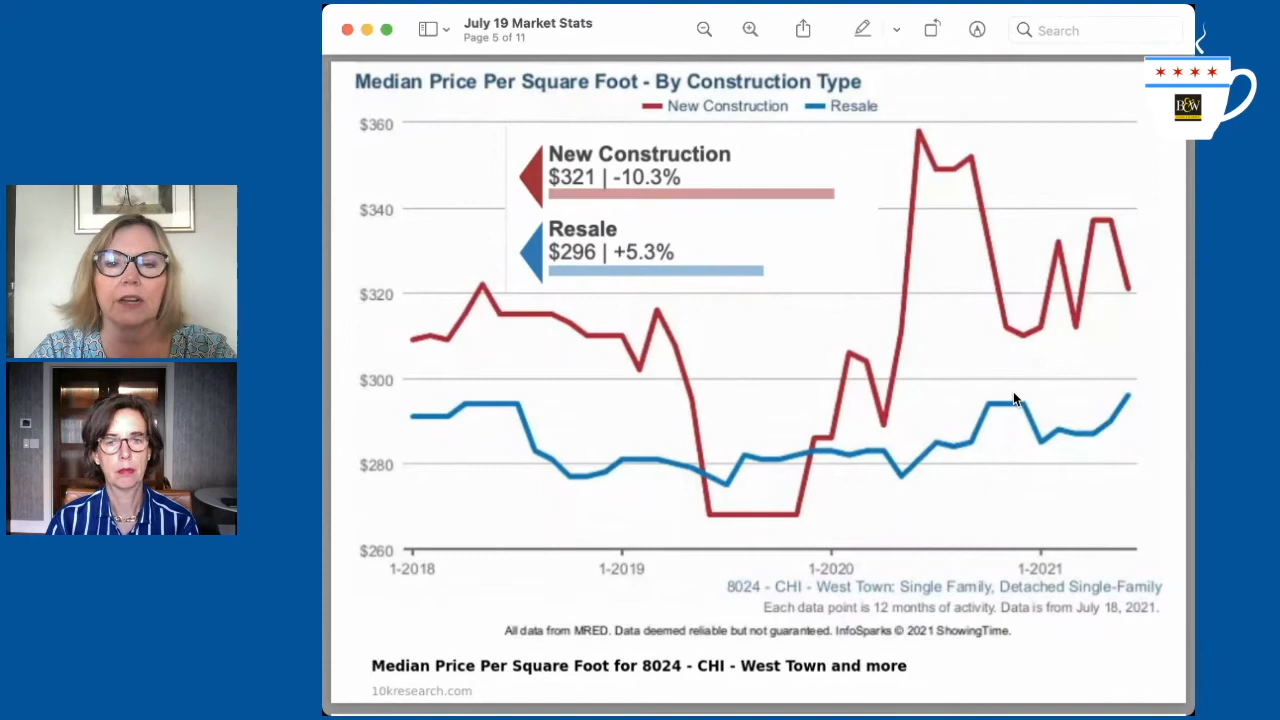 July 19 Market Stats
Page 5 of 11
Search
B&W
Median Price Per Square Foot - By Construction Type
New Construction
Resale
$360
$340
$320
$300
$280
$260
New Construction
$321 | -10.3%
Resale
$296 | +5.3%
1-2018
1-2019
1-2020
1-2021
8024 - CHI - West Town: Single Family, Detached Single-Family
Each data point is 12 months of activity. Data is from July 18, 2021.
All data from MRED. Data deemed reliable but not guaranteed. InfoSparks © 2021 ShowingTime.
Median Price Per Square Foot for 8024 - CHI - West Town and more
10kresearch.com